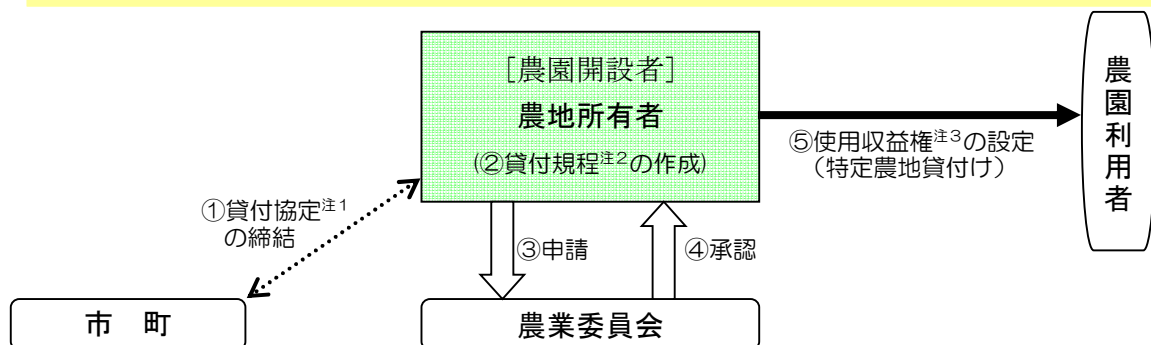 ［農園開設者］
農地所有者
(②貸付規程注2の作成)
農園利用者
⑤使用収益権注3の設定
（特定農地貸付け）
①貸付協定注1
の締結
③申請
④承認
市　町
農業委員会